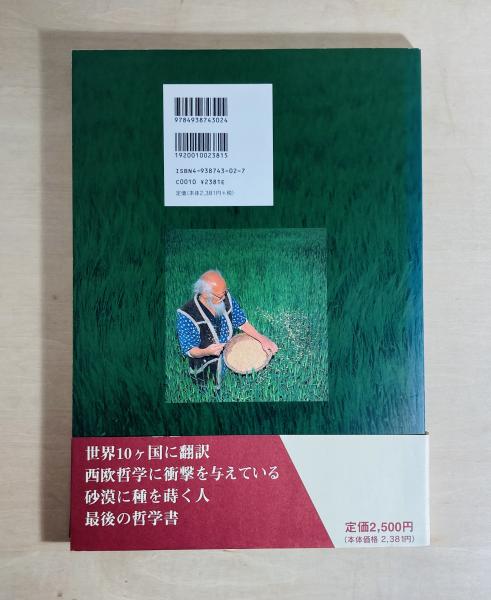 9784938743024
1920010023815
ISBN4-938743-02-7
C0010 ¥2381E
定価(本体2,381円+税)
世界10ヶ国に翻訳
西欧哲学に衝撃を与えている
砂漠に種を蒔く人
最後の哲学書
定価2,500円
(本体価格 2,381円)